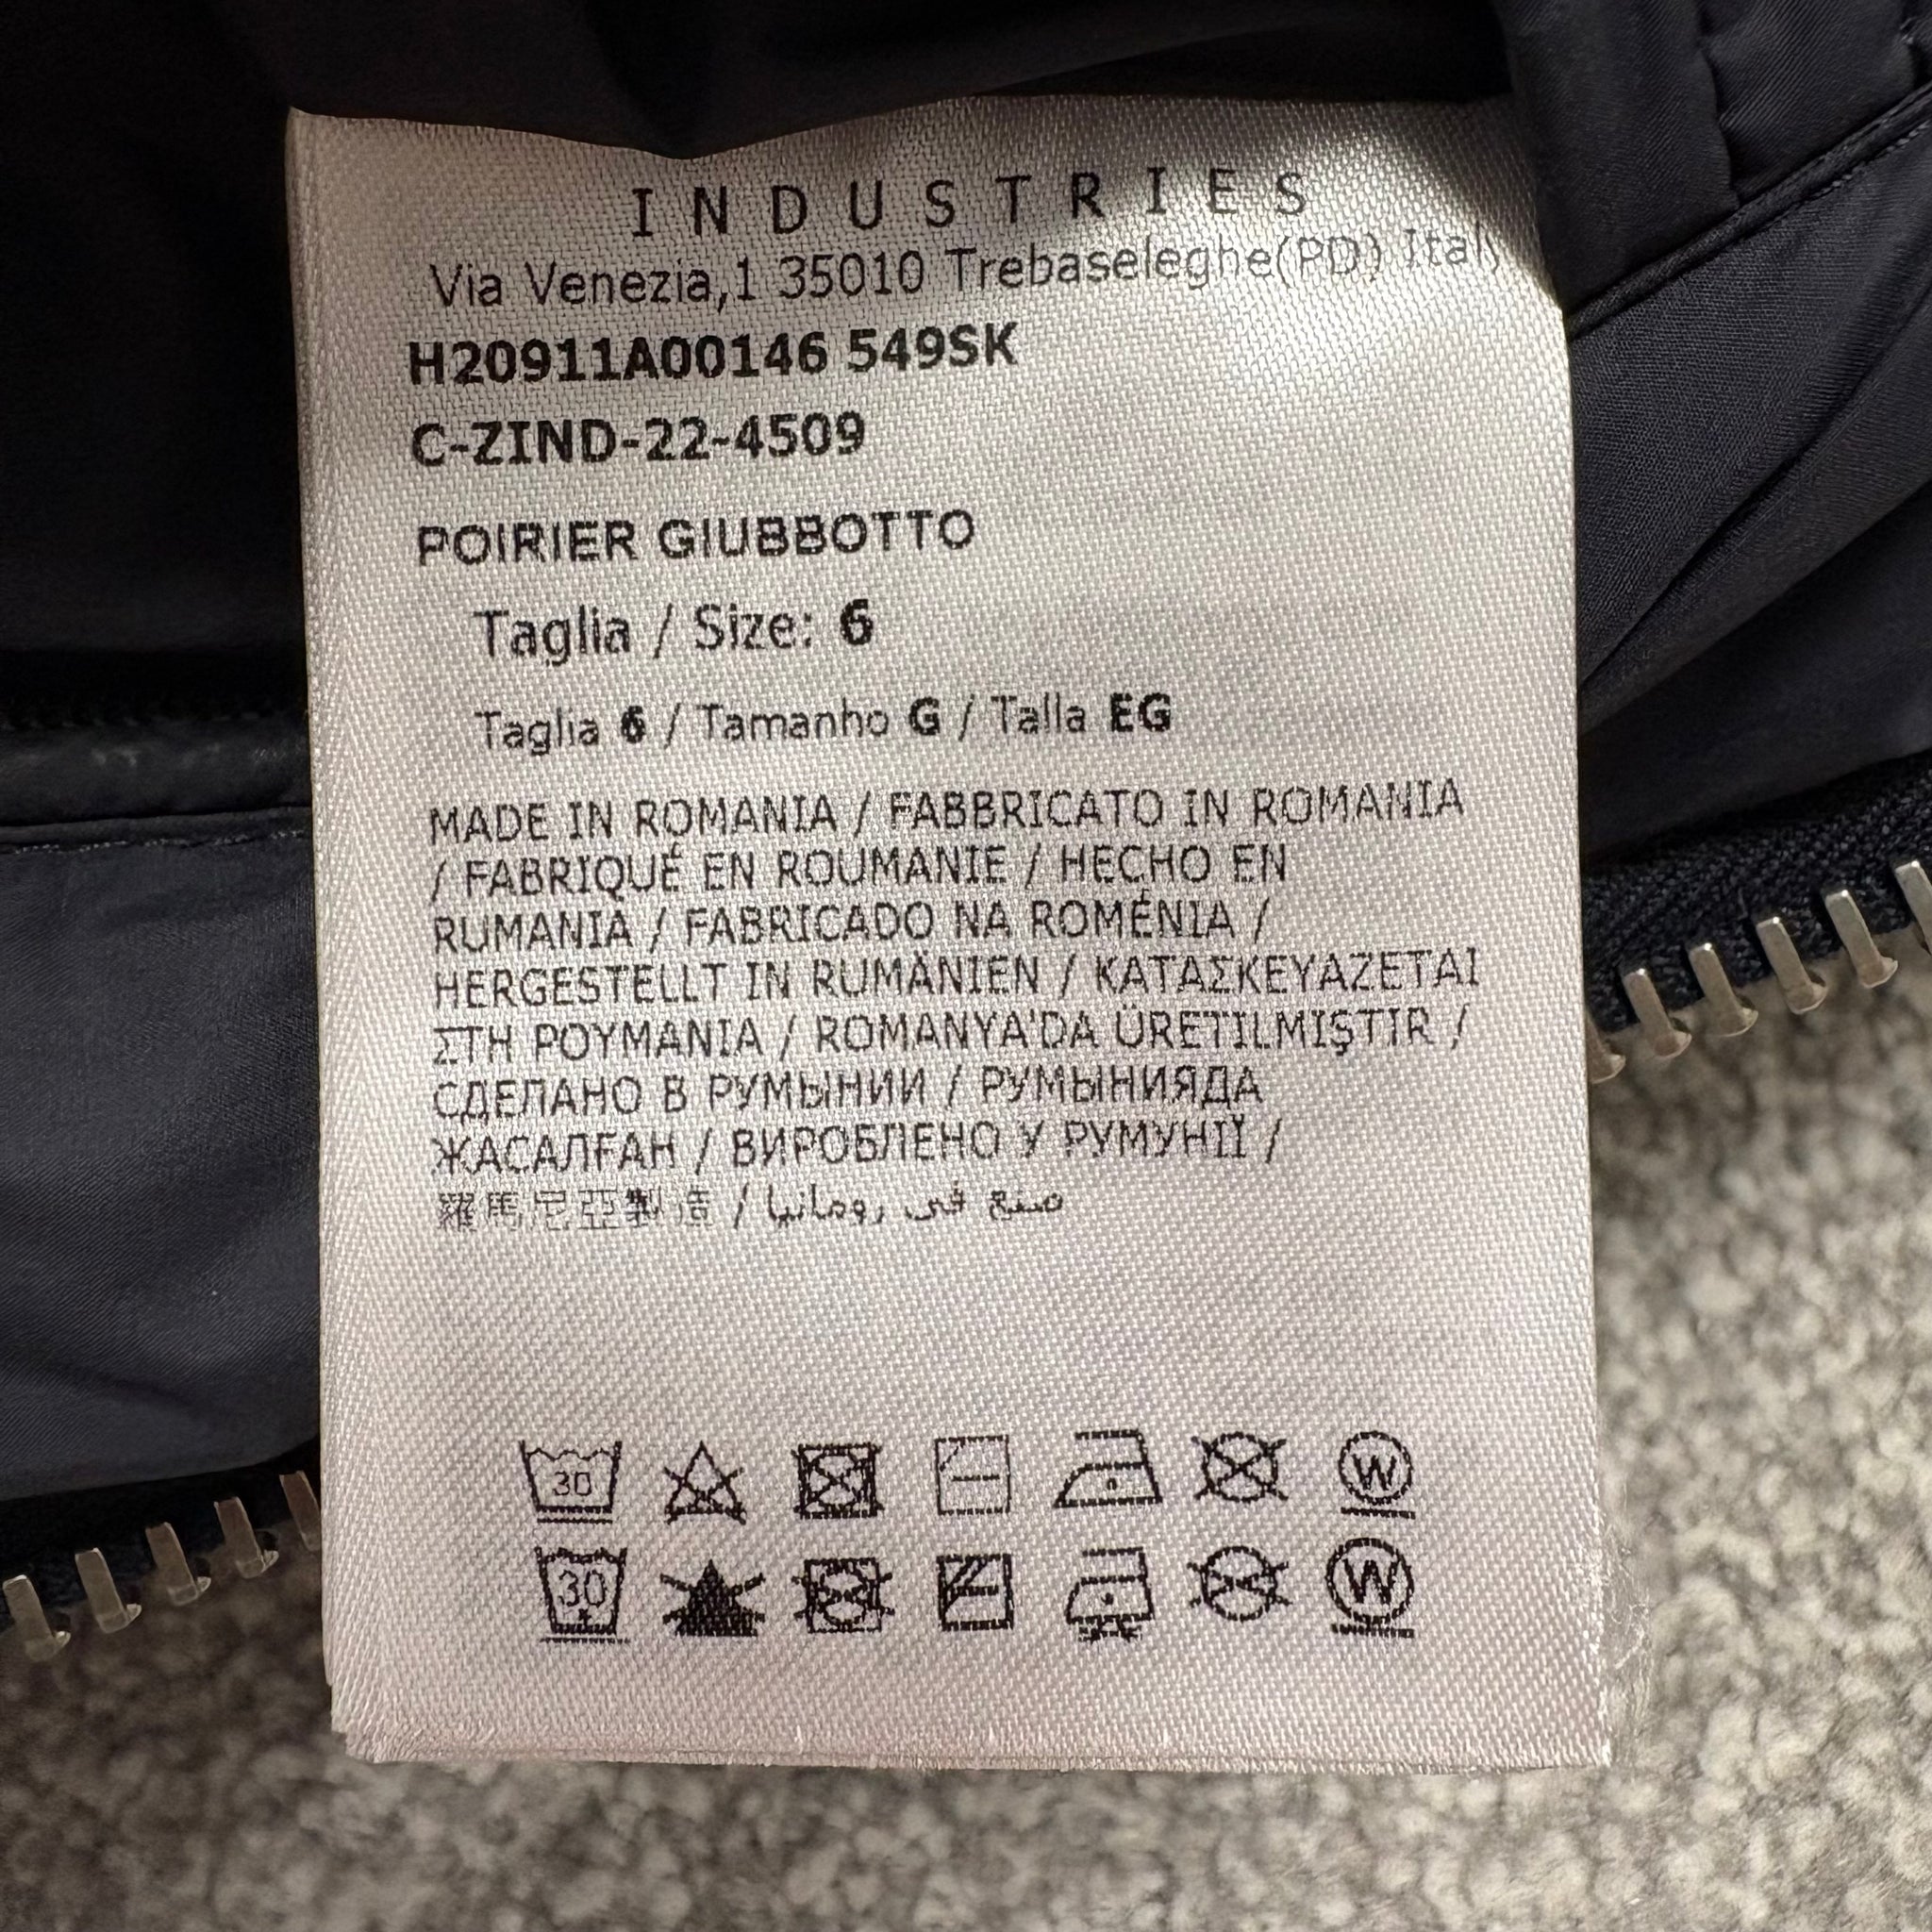 INDUSTRIES
Via Venezia,1 35010 Trebaseleghe(PD) Italy
H20911A00146 549SK
C-ZIND-22-4509
POIRIER GIUBBOTTO
Taglia / Size: 6
Taglia 6 / Tamanho G / Talla EG
MADE IN ROMANIA / FABBRICATO IN ROMANIA
/ FABRIQUÉ EN ROUMANIE / HECHO EN
RUMANIA / FABRICADO NA ROMÉNIA /
HERGESTELLT IN RUMÄNIEN / ΚΑΤΑΣΚΕΥΑΖΕΤΑΙ
ΣΤΗ ΡΟΥΜΑΝΙΑ / ROMANYA'DA ÜRETILMIŞTIR /
СДЕЛАНО В РУМЫНИИ / РУМЫНИЯДА
ЖАСАЛҒАН / ВИРОБЛЕНО У РУМУНІЇ /
羅馬尼亞製造 / صنع في رومانيا
30 W
30 W